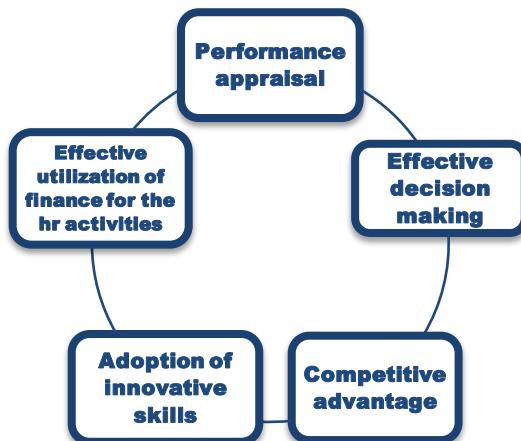 Performance
appraisal
Effective
decision
making
Competitive
advantage
Adoption of
innovative
skills
Effective
utilization of
finance for the
hr activities